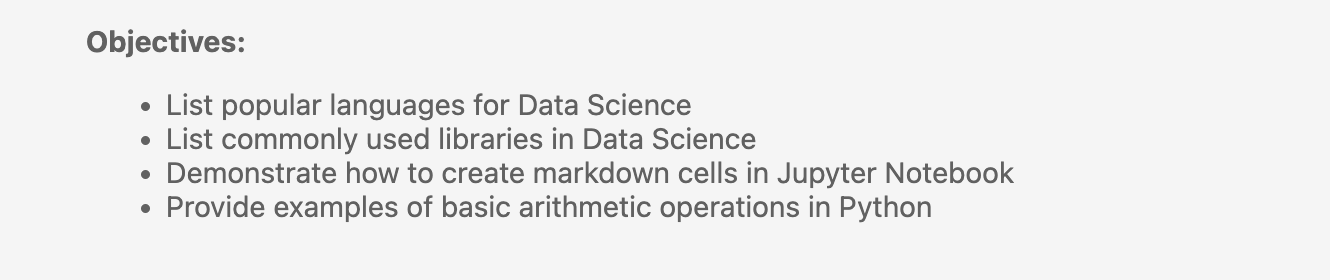 Objectives:
• List popular languages for Data Science
• List commonly used libraries in Data Science
• Demonstrate how to create markdown cells in Jupyter Notebook
• Provide examples of basic arithmetic operations in Python